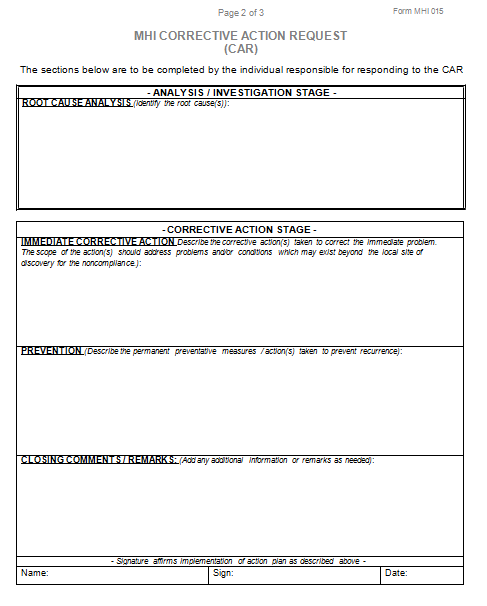 Page 2 of 3
Form MHI 015
MHI CORRECTIVE ACTION REQUEST
(CAR)
The sections below are to be completed by the individual responsible for responding to the CAR
- ANALYSIS / INVESTIGATION STAGE -
ROOT CAUSE ANALYSIS (Identify the root cause(s)):
- CORRECTIVE ACTION STAGE -
IMMEDIATE CORRECTIVE ACTION Describe the corrective action(s) taken to correct the immediate problem.
The scope of the action(s) should address problems and/or conditions which may exist beyond the local site of
discovery for the noncompliance.):
PREVENTION (Describe the permanent preventative measures / action(s) taken to prevent recurrence):
CLOSING COMMENTS / REMARKS: (Add any additional information or remarks as needed):
- Signature affirms implementation of action plan as described above -
Name:
Sign:
Date: